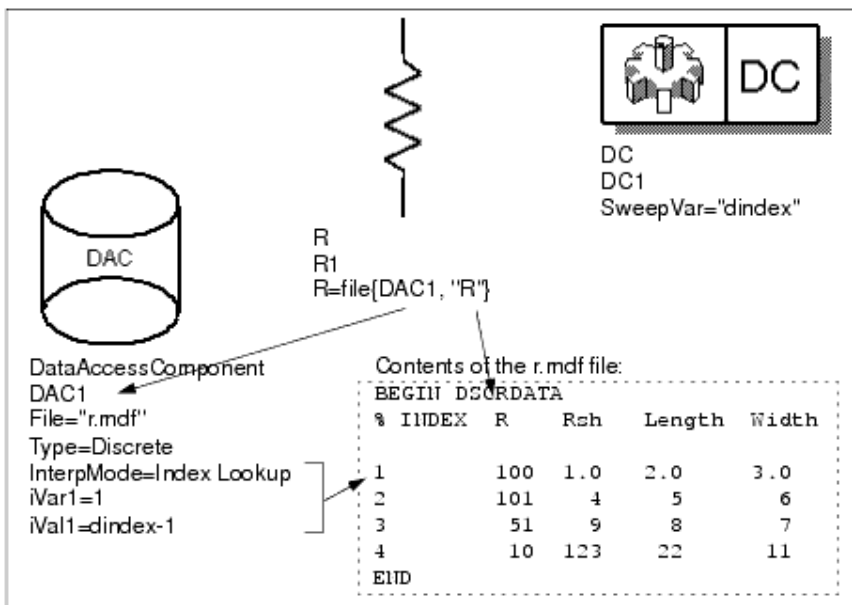 DC
DC
DC1
SweepVar="dindex"
DAC
R
R1
R=file{DAC1, "R"}
DataAccessComponent
DAC1
File="r.mdf"
Type=Discrete
InterpMode=Index Lookup
iVar1=1
iVal1=dindex-1
Contents of the r.mdf file:
BEGIN DSCRDATA
% INDEX R Rsh Length Width
1 100 1.0 2.0 3.0
2 101 4 5 6
3 51 9 8 7
4 10 123 22 11
END